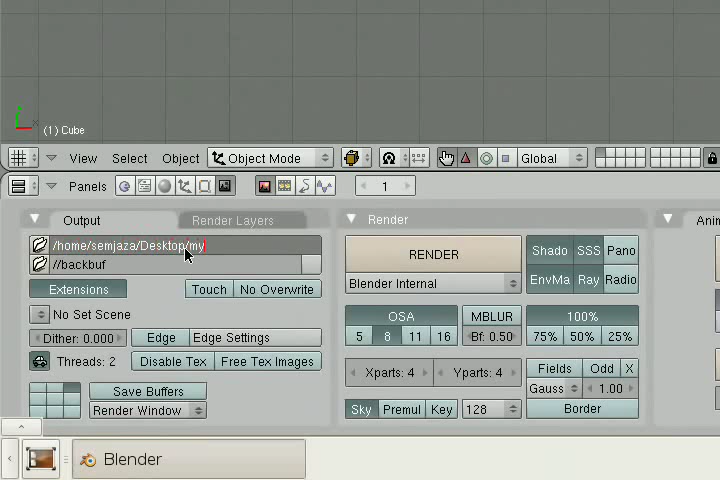 (1) Cube
View Select Object Object Mode Global
Panels 1
Output Render Layers Render Anim
/home/semjaza/Desktop/my
//backbuf
Extensions Touch No Overwrite
No Set Scene
Dither: 0.000 Edge Edge Settings
Threads: 2 Disable Tex Free Tex Images
Save Buffers
Render Window
RENDER
Blender Internal
Shado SSS Pano
EnvMa Ray Radio
OSA MBLUR 100%
5 8 11 16 Bf: 0.50 75% 50% 25%
Xparts: 4 Yparts: 4 Fields Odd X
Gauss 1.00
Sky Premul Key 128 Border
Blender